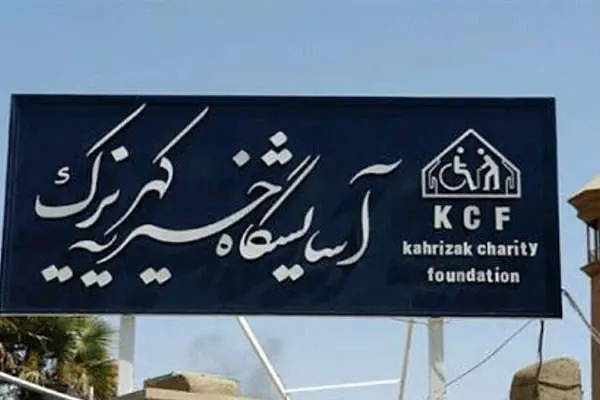 آسایشگاه خیریه کهریزک
KCF
kahrizak charity
foundation